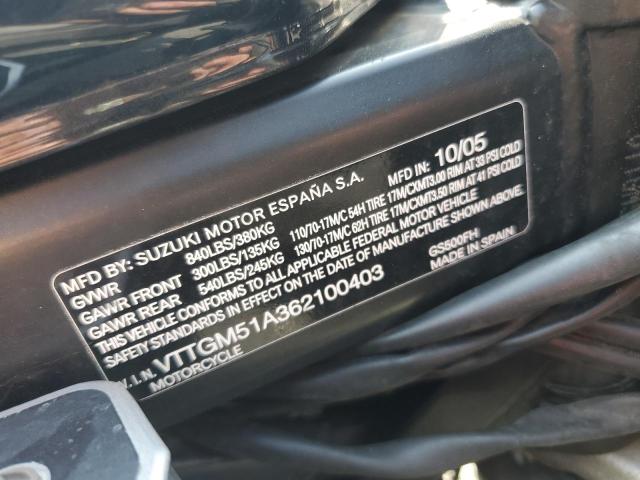 MFD BY: SUZUKI MOTOR ESPAÑA S.A. MFD IN: 10/05
GVWR 840LBS/380KG
GAWR FRONT 300LBS/135KG 110/70-17M/C 54H TIRE 17M/CXMT3.00 RIM AT 33 PSI COLD
GAWR REAR 540LBS/245KG 130/70-17M/C 62H TIRE 17M/CXMT3.50 RIM AT 41 PSI COLD
THIS VEHICLE CONFORMS TO ALL APPLICABLE FEDERAL MOTOR VEHICLE
SAFETY STANDARDS IN EFFECT ON THE DATE OF MANUFACTURE SHOWN ABOVE.
V.I.N. VTTGM51A362100403 GS500FH
MOTORCYCLE MADE IN SPAIN